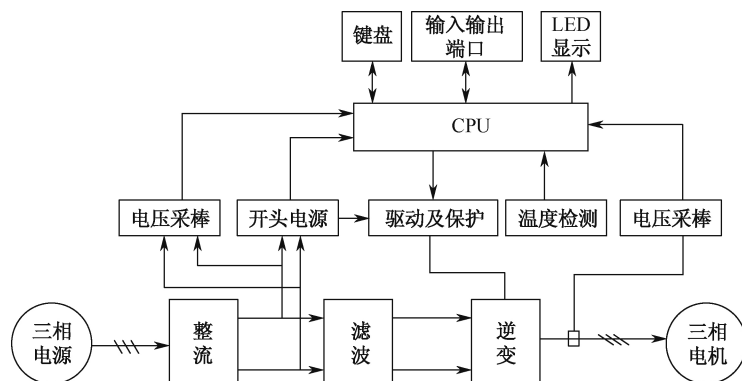 键盘
输入输出
端口
LED
显示
CPU
电压采棒
开头电源
驱动及保护
温度检测
电压采棒
三相
电源
整
流
滤
波
逆
变
三相
电机